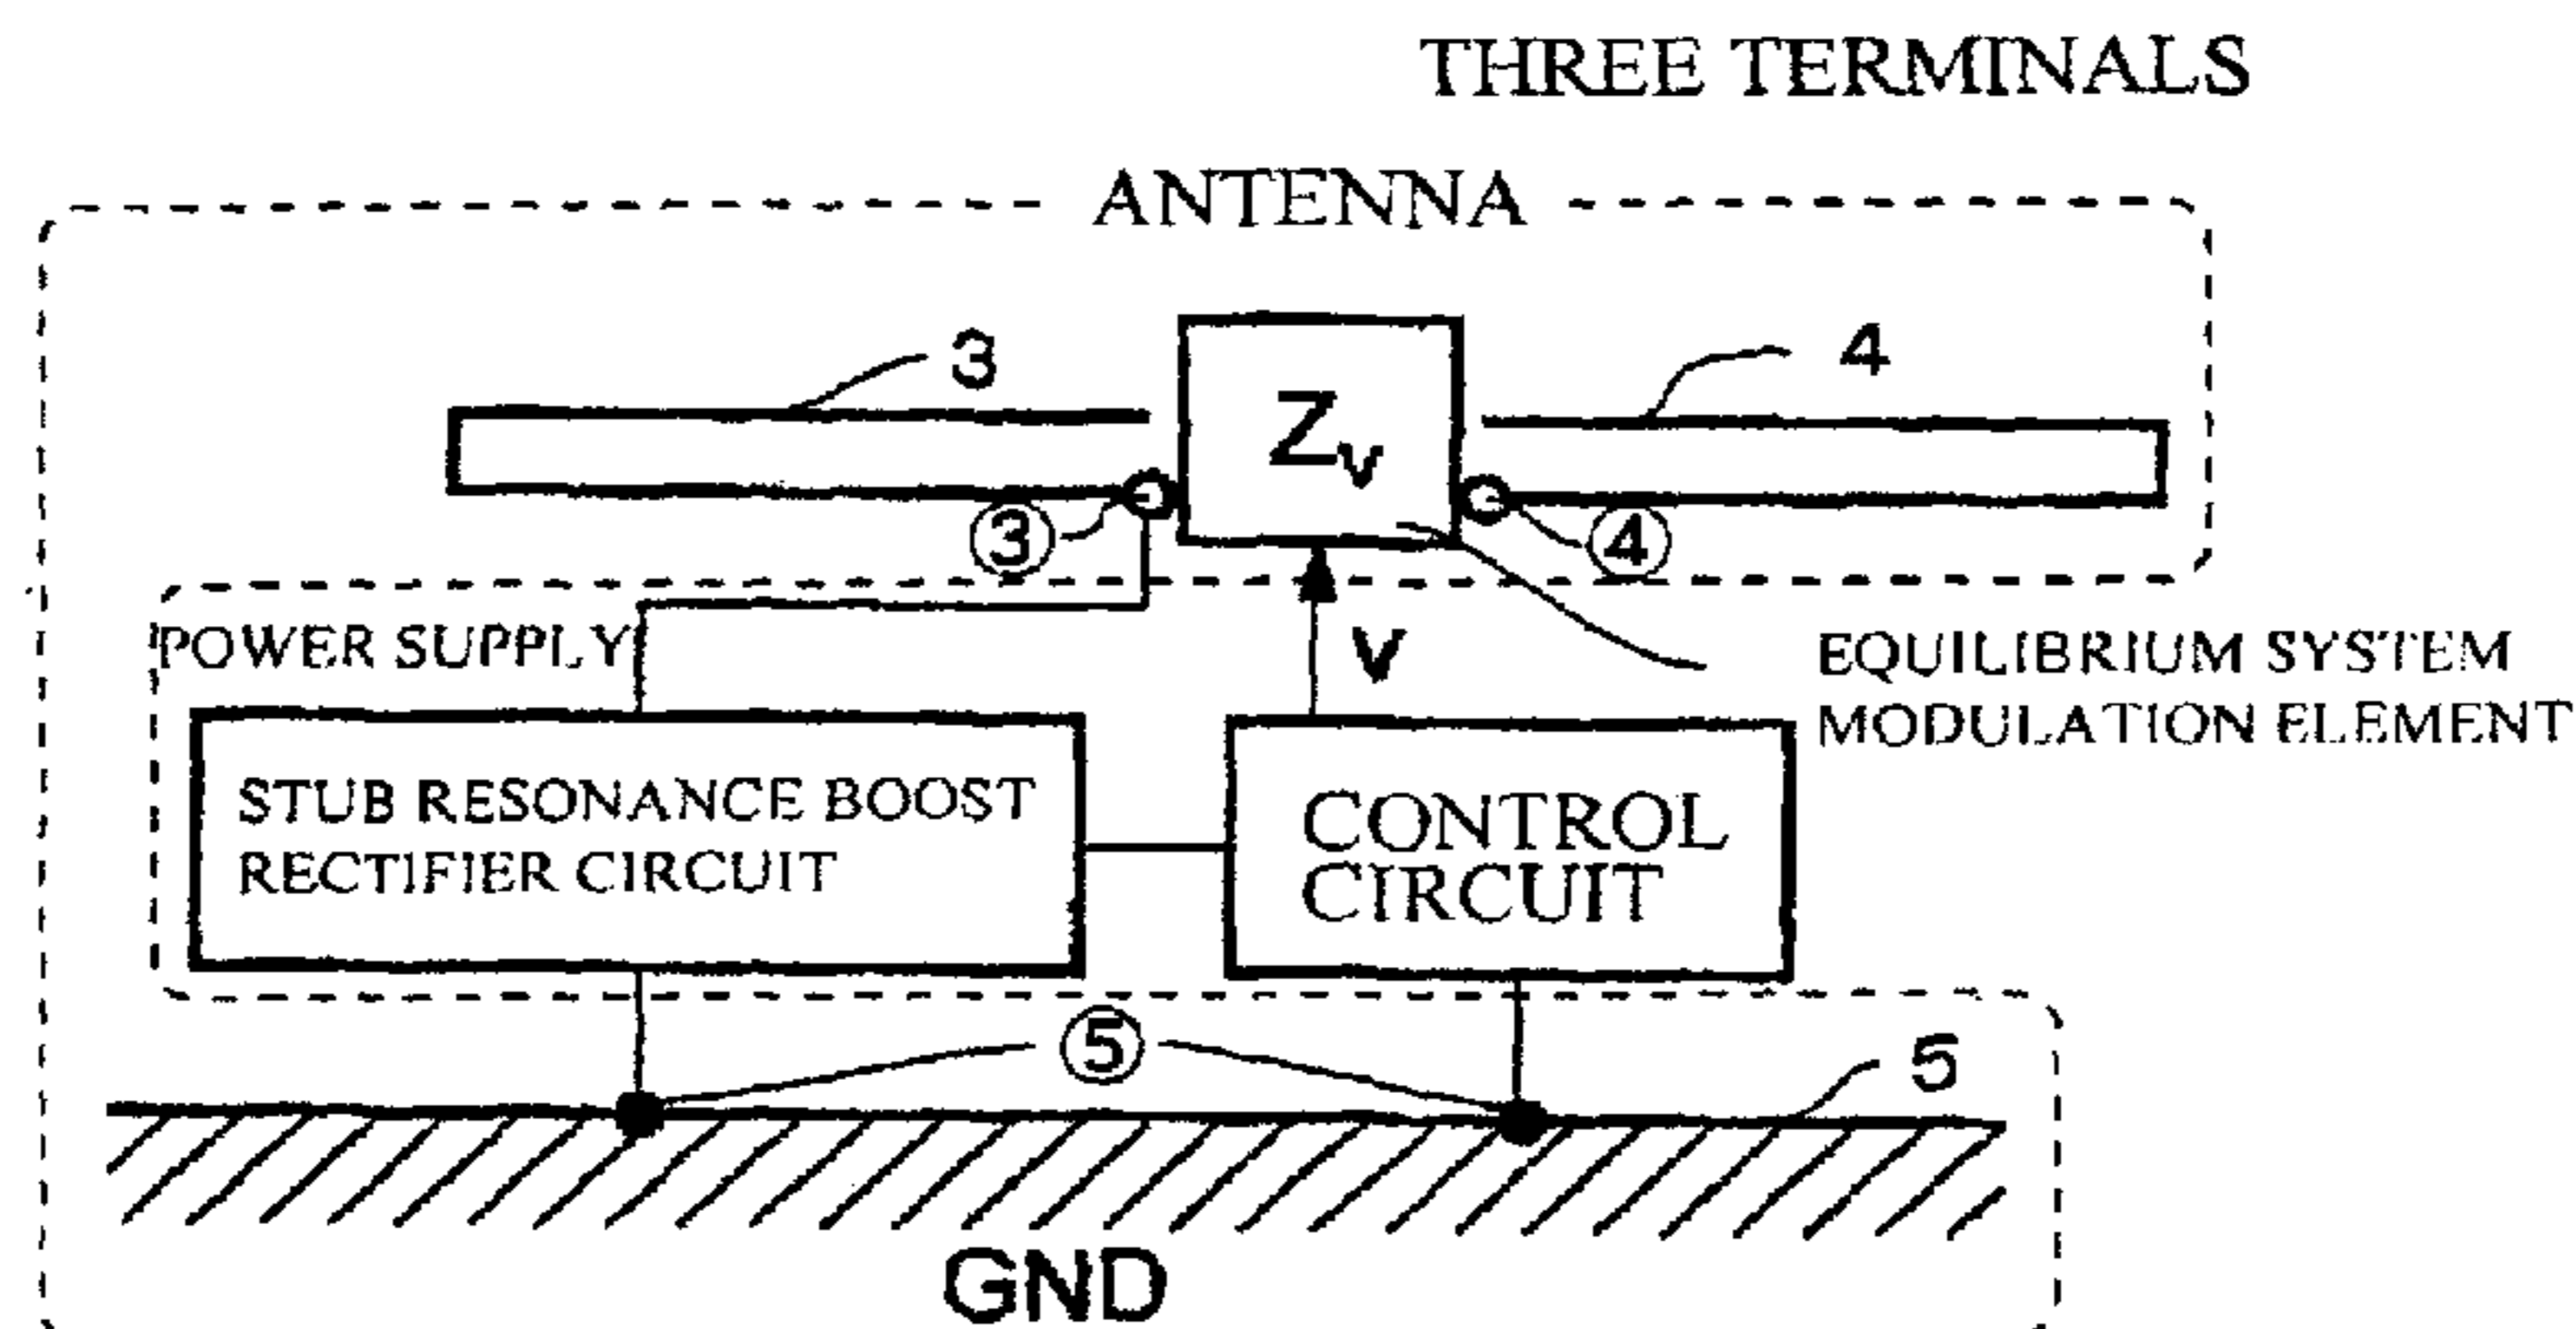 THREE TERMINALS
ANTENNA
3
4
Zv
③
④
POWER SUPPLY
V
EQUILIBRIUM SYSTEM
MODULATION ELEMENT
STUB RESONANCE BOOST
RECTIFIER CIRCUIT
CONTROL
CIRCUIT
⑤
5
GND